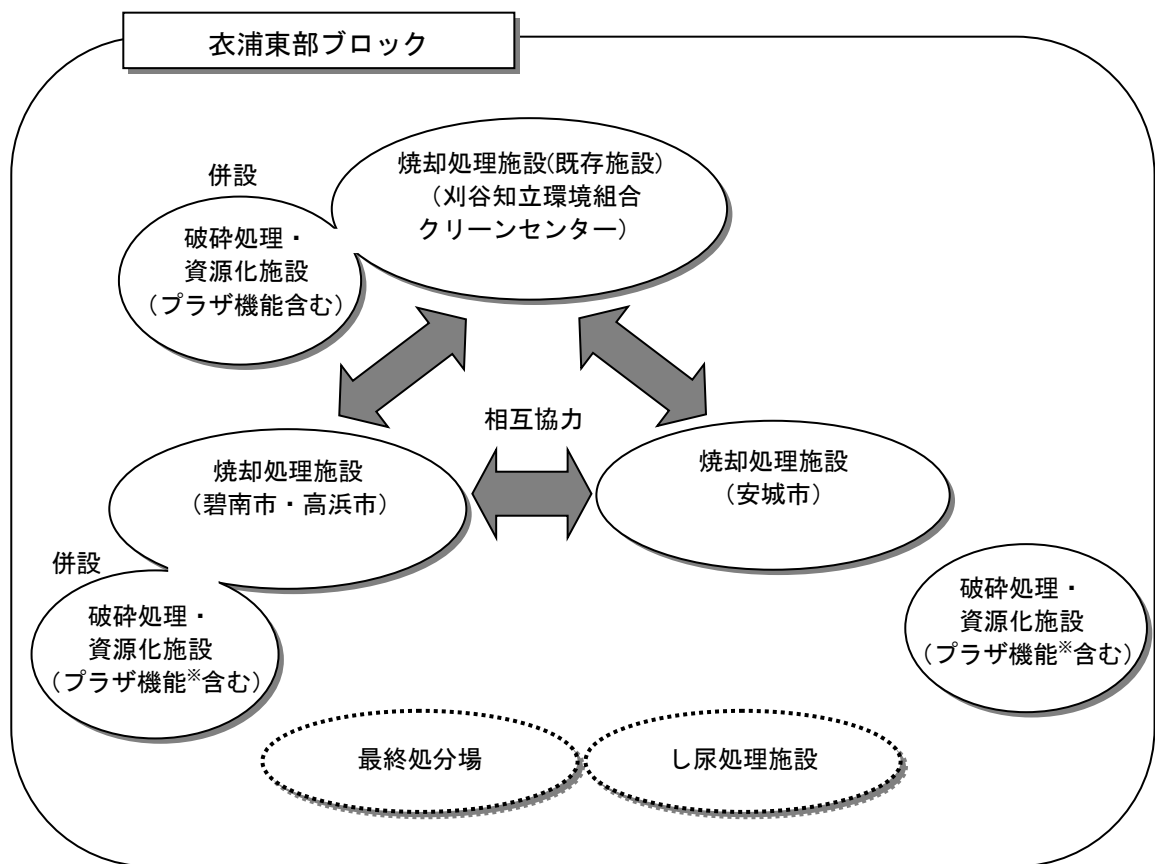 衣浦東部ブロック
焼却処理施設(既存施設)
（刈谷知立環境組合
クリーンセンター）
併設
破砕処理・
資源化施設
（プラザ機能含む）
相互協力
焼却処理施設
（碧南市・高浜市）
焼却処理施設
（安城市）
併設
破砕処理・
資源化施設
（プラザ機能※含む）
破砕処理・
資源化施設
（プラザ機能※含む）
最終処分場
し尿処理施設